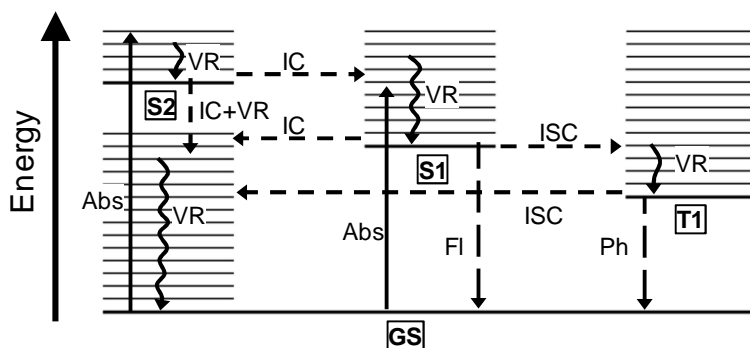 Energy
VR
IC
S2
IC+VR
IC
VR
ISC
S1
VR
Abs
VR
Abs
Fl
ISC
Ph
T1
GS